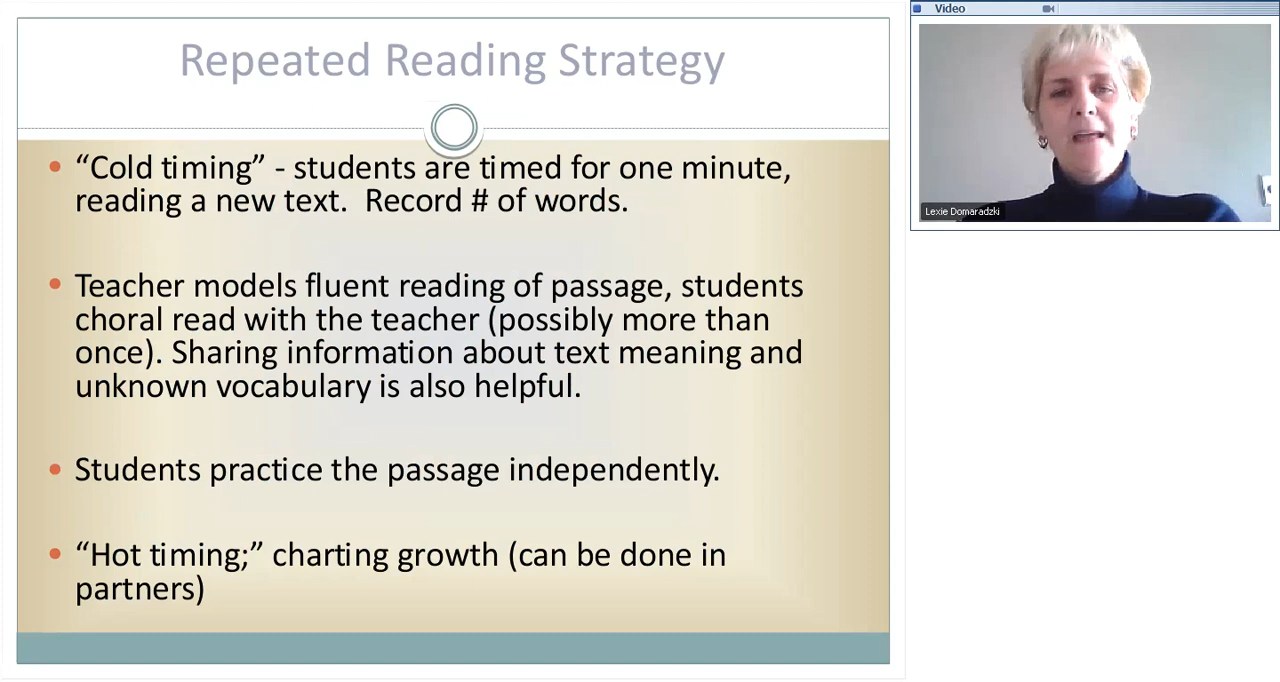 Repeated Reading Strategy
“Cold timing” - students are timed for one minute,
reading a new text.  Record # of words.
Teacher models fluent reading of passage, students
choral read with the teacher (possibly more than
once). Sharing information about text meaning and
unknown vocabulary is also helpful.
Students practice the passage independently.
“Hot timing;” charting growth (can be done in
partners)
Video
Lexie Domaradzki